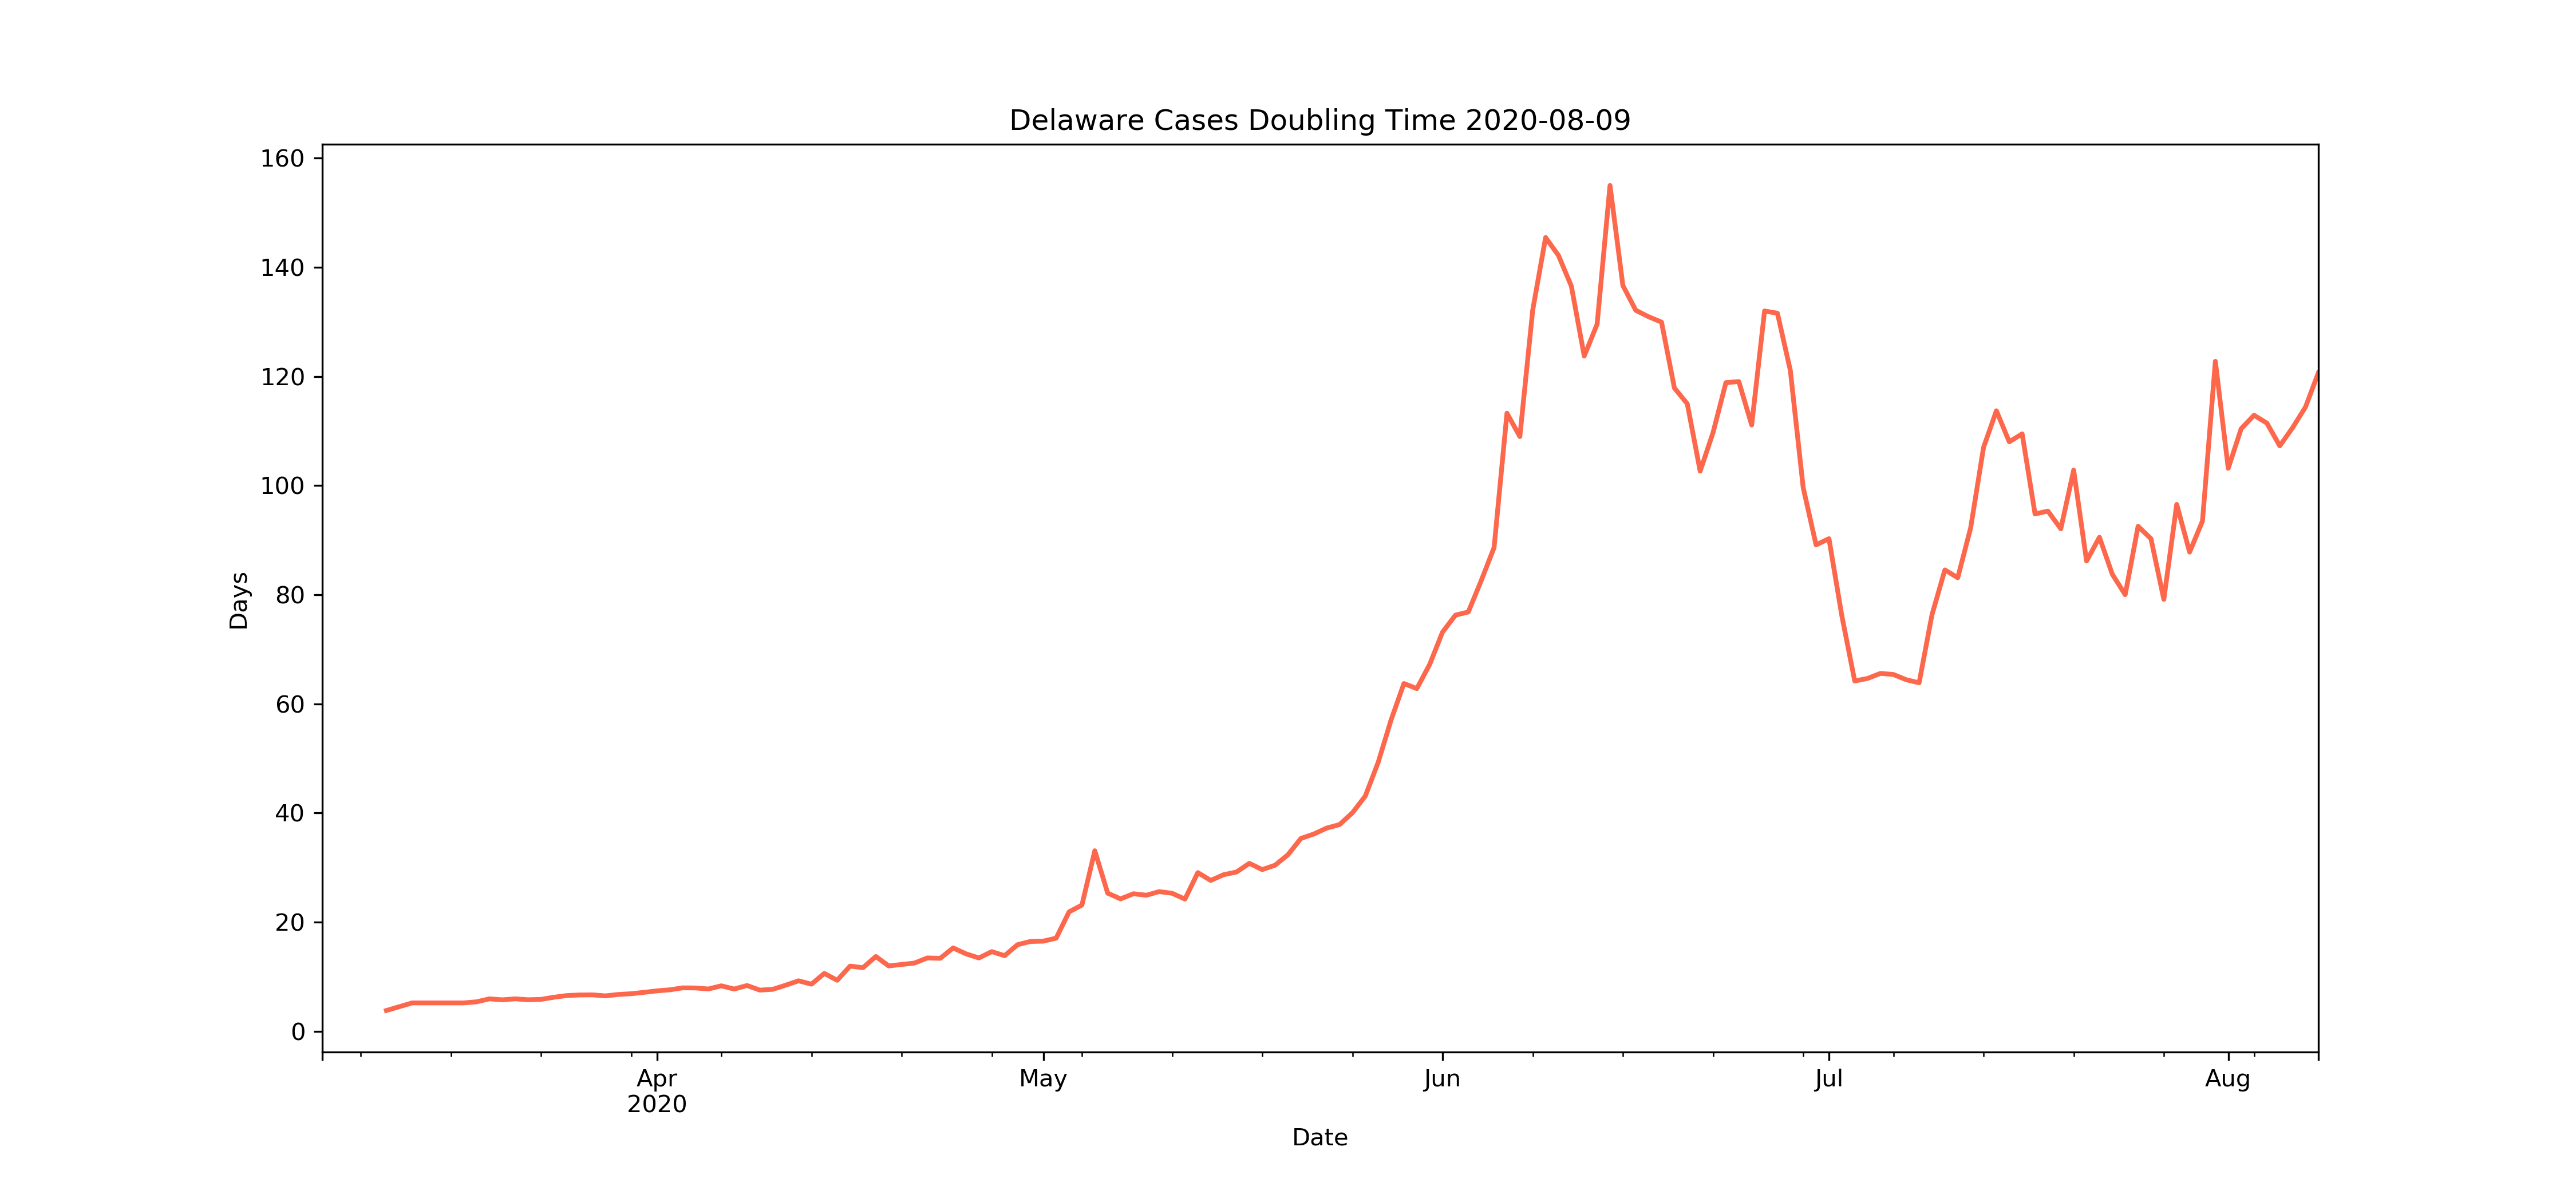 Delaware Cases Doubling Time 2020-08-09
160
140
120
100
80
60
40
20
0
Days
Apr
2020
May
Jun
Jul
Aug
Date